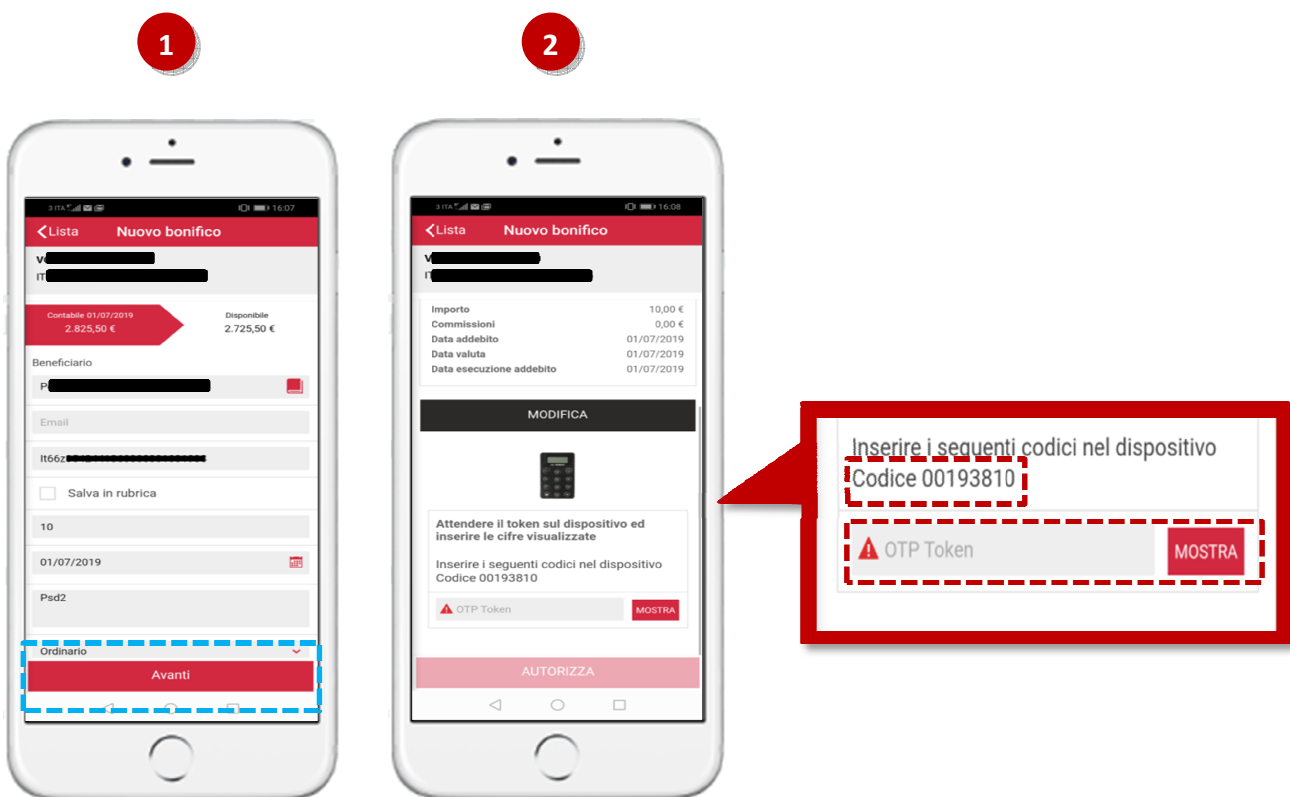 1
3 ITA 16:07
Lista Nuovo bonifico
IT
Contabile 01/07/2019
2.825,50 €
Disponibile
2.725,50 €
Beneficiario
P
Email
It66z
Salva in rubrica
10
01/07/2019
Psd2
Ordinario
Avanti
2
3 ITA 16:08
Lista Nuovo bonifico
V
Importo 10,00 €
Commissioni 0,00 €
Data addebito 01/07/2019
Data valuta 01/07/2019
Data esecuzione addebito 01/07/2019
MODIFICA
Attendere il token sul dispositivo ed
inserire le cifre visualizzate
Inserire i seguenti codici nel dispositivo
Codice 00193810
OTP Token MOSTRA
AUTORIZZA
Inserire i seguenti codici nel dispositivo
Codice 00193810
OTP Token MOSTRA